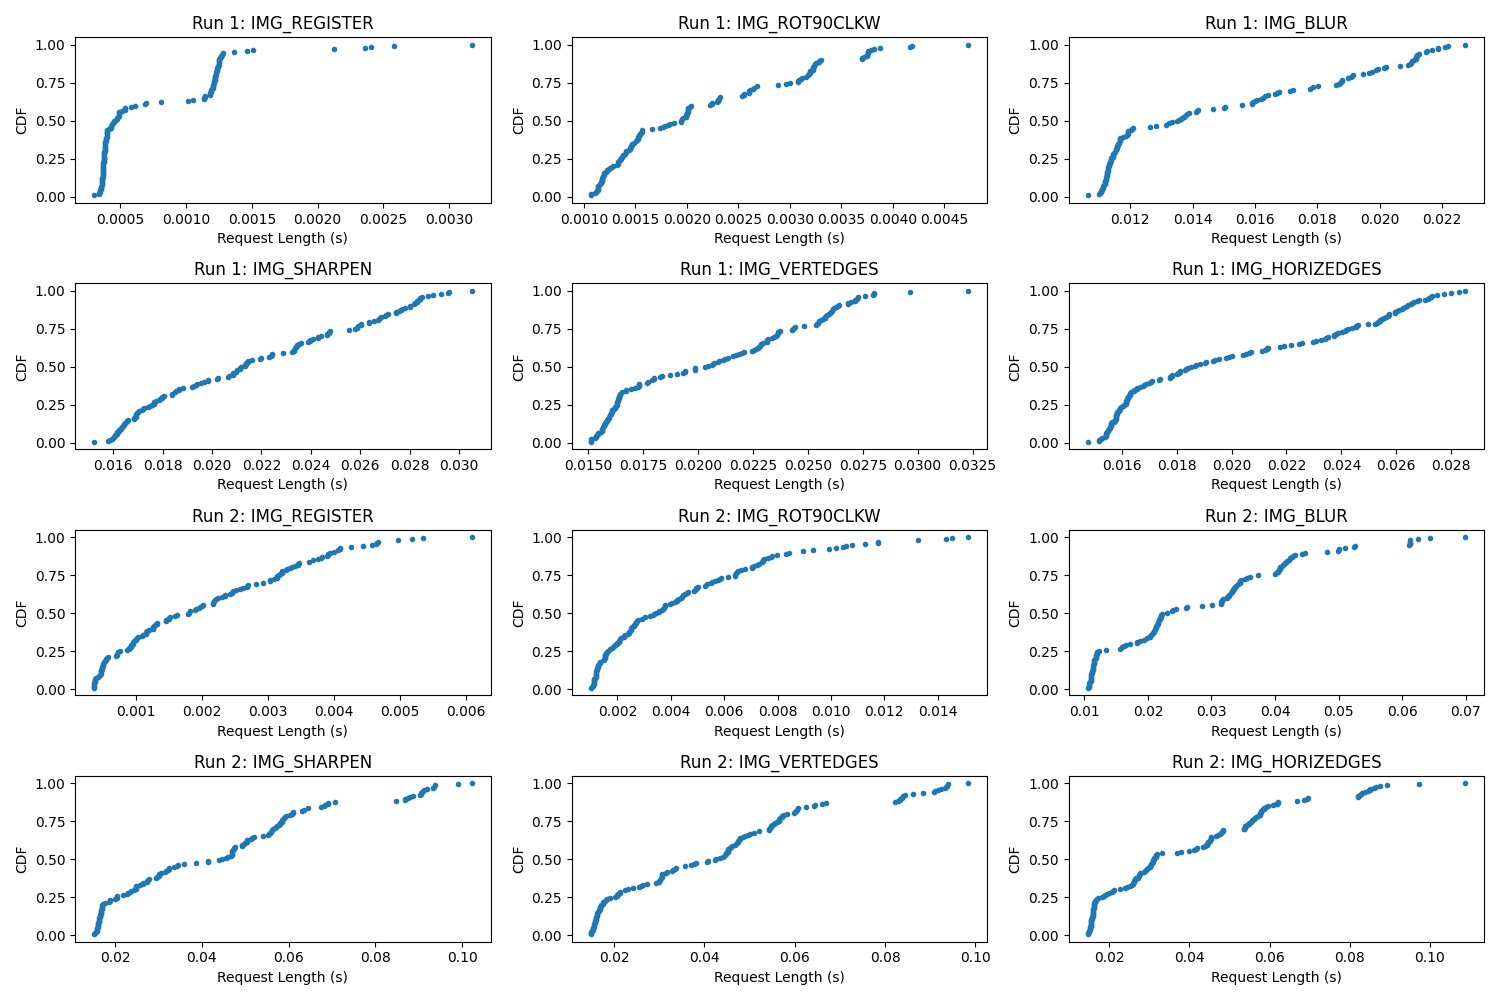 Run 1: IMG_REGISTER
Run 1: IMG_ROT90CLKW
Run 1: IMG_BLUR
CDF
1.00
0.75
0.50
0.25
0.00
0.0005 0.0010 0.0015 0.0020 0.0025 0.0030
Request Length (s)
CDF
1.00
0.75
0.50
0.25
0.00
0.0010 0.0015 0.0020 0.0025 0.0030 0.0035 0.0040 0.0045
Request Length (s)
CDF
1.00
0.75
0.50
0.25
0.00
0.012 0.014 0.016 0.018 0.020 0.022
Request Length (s)
Run 1: IMG_SHARPEN
Run 1: IMG_VERTEDGES
Run 1: IMG_HORIZEDGES
CDF
1.00
0.75
0.50
0.25
0.00
0.016 0.018 0.020 0.022 0.024 0.026 0.028 0.030
Request Length (s)
CDF
1.00
0.75
0.50
0.25
0.00
0.0150 0.0175 0.0200 0.0225 0.0250 0.0275 0.0300 0.0325
Request Length (s)
CDF
1.00
0.75
0.50
0.25
0.00
0.016 0.018 0.020 0.022 0.024 0.026 0.028
Request Length (s)
Run 2: IMG_REGISTER
Run 2: IMG_ROT90CLKW
Run 2: IMG_BLUR
CDF
1.00
0.75
0.50
0.25
0.00
0.001 0.002 0.003 0.004 0.005 0.006
Request Length (s)
CDF
1.00
0.75
0.50
0.25
0.00
0.002 0.004 0.006 0.008 0.010 0.012 0.014
Request Length (s)
CDF
1.00
0.75
0.50
0.25
0.00
0.01 0.02 0.03 0.04 0.05 0.06 0.07
Request Length (s)
Run 2: IMG_SHARPEN
Run 2: IMG_VERTEDGES
Run 2: IMG_HORIZEDGES
CDF
1.00
0.75
0.50
0.25
0.00
0.02 0.04 0.06 0.08 0.10
Request Length (s)
CDF
1.00
0.75
0.50
0.25
0.00
0.02 0.04 0.06 0.08 0.10
Request Length (s)
CDF
1.00
0.75
0.50
0.25
0.00
0.02 0.04 0.06 0.08 0.10
Request Length (s)